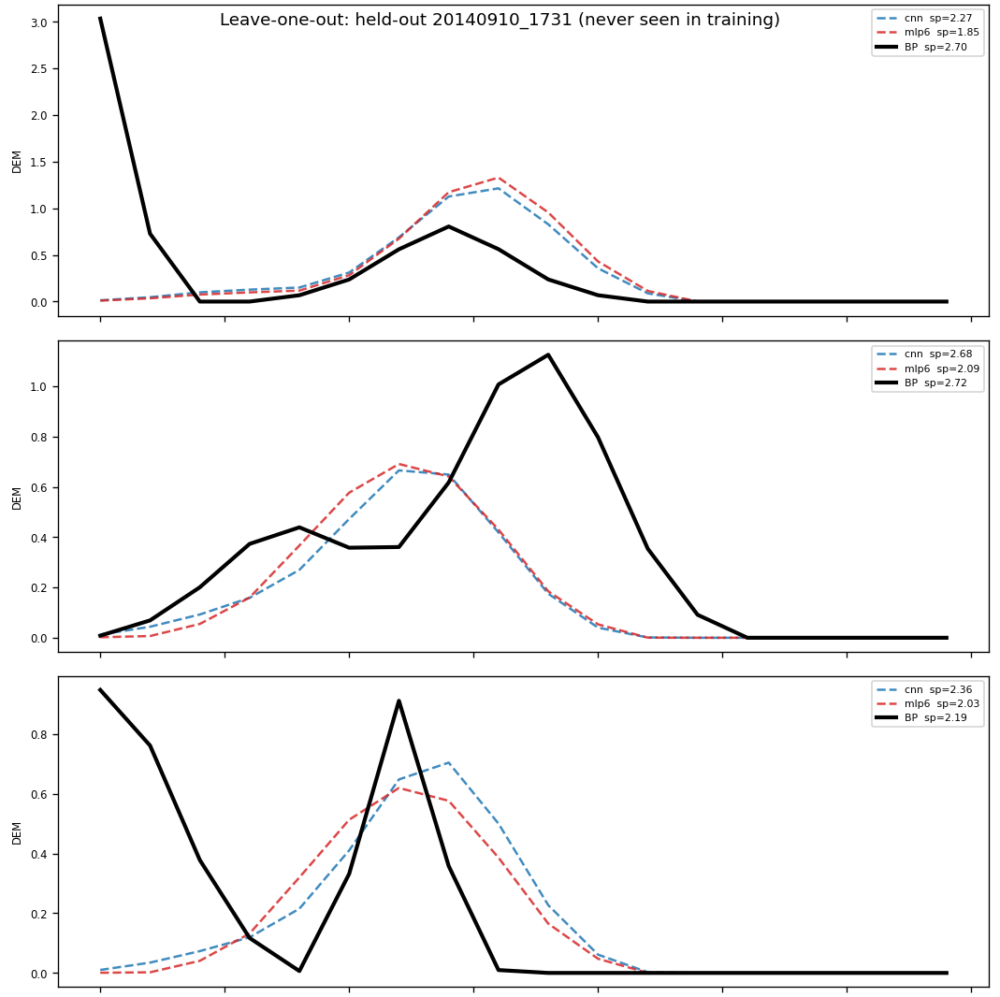 Leave-one-out: held-out 20140910_1731 (never seen in training)
cnn sp=2.27
mlp6 sp=1.85
BP sp=2.70
DEM
3.0
2.5
2.0
1.5
1.0
0.5
0.0
cnn sp=2.68
mlp6 sp=2.09
BP sp=2.72
DEM
1.0
0.8
0.6
0.4
0.2
0.0
cnn sp=2.36
mlp6 sp=2.03
BP sp=2.19
DEM
0.8
0.6
0.4
0.2
0.0